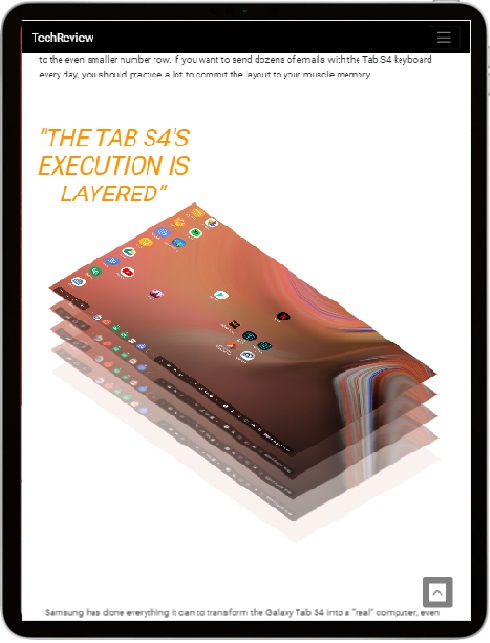 TechReview
to the even smaller number row. If you want to send dozens of emails with the Tab S4 keyboard
every day, you should practice a lot to commit the layout to your muscle memory.
"THE TAB S4'S
EXECUTION IS
LAYERED"
Samsung has done everything it can to transform the Galaxy Tab S4 into a "real" computer, even